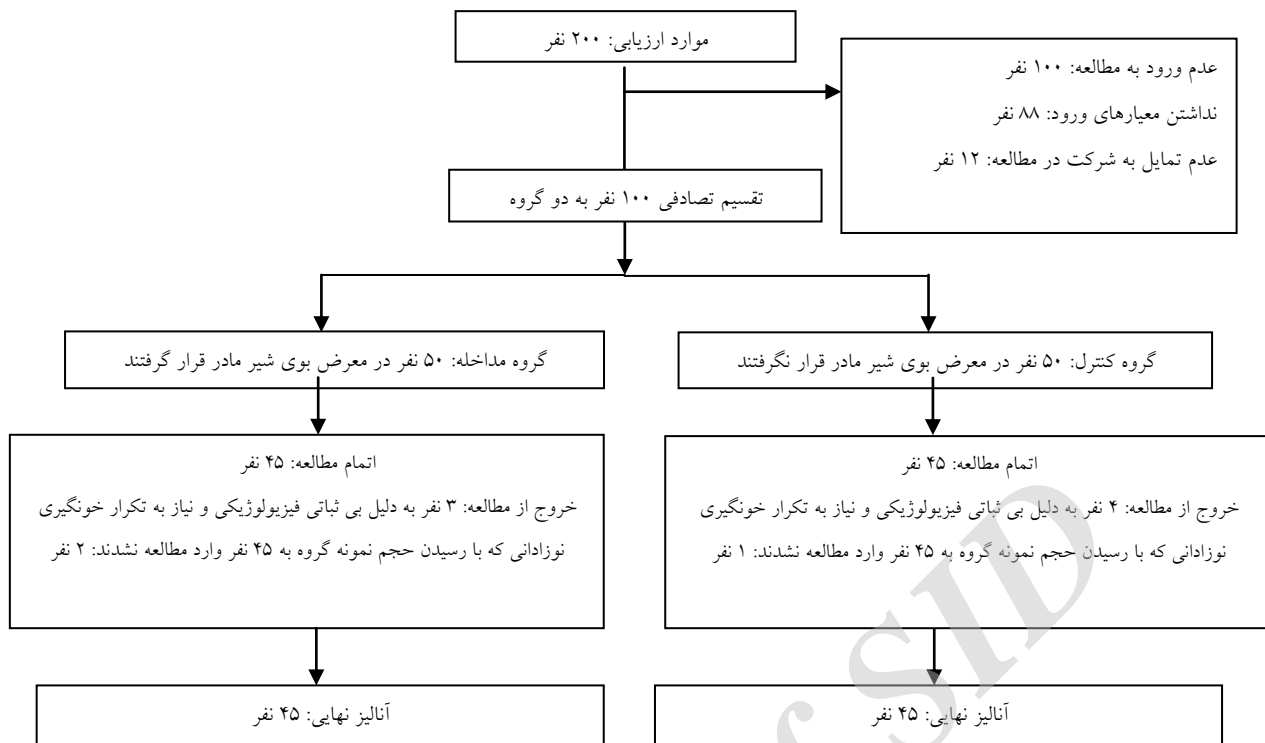 موارد ارزیابی: ۲۰۰ نفر
عدم ورود به مطالعه: ۱۰۰ نفر
نداشتن معیارهای ورود: ۸۸ نفر
عدم تمایل به شرکت در مطالعه: ۱۲ نفر
تقسیم تصادفی ۱۰۰ نفر به دو گروه
گروه کنترل: ۵۰ نفر در معرض بوی شیر مادر قرار نگرفتند
گروه مداخله: ۵۰ نفر در معرض بوی شیر مادر قرار گرفتند
اتمام مطالعه: ۴۵ نفر
خروج از مطالعه: ۴ نفر به دلیل بی ثباتی فیزیولوژیکی و نیاز به تکرار خونگیری
نوزادانی که با رسیدن حجم نمونه گروه به ۴۵ نفر وارد مطالعه نشدند: ۱ نفر
اتمام مطالعه: ۴۵ نفر
خروج از مطالعه: ۳ نفر به دلیل بی ثباتی فیزیولوژیکی و نیاز به تکرار خونگیری
نوزادانی که با رسیدن حجم نمونه گروه به ۴۵ نفر وارد مطالعه نشدند: ۲ نفر
آنالیز نهایی: ۴۵ نفر
آنالیز نهایی: ۴۵ نفر
f SID